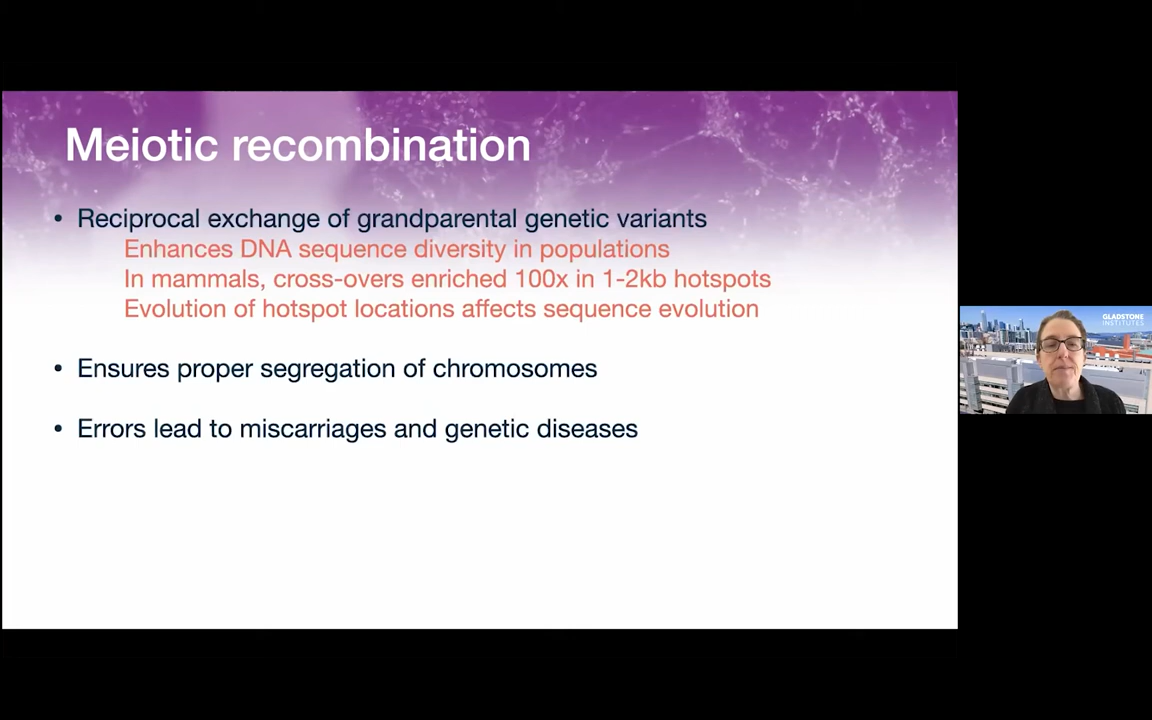 Meiotic recombination
• Reciprocal exchange of grandparental genetic variants
Enhances DNA sequence diversity in populations
In mammals, cross-overs enriched 100x in 1-2kb hotspots
Evolution of hotspot locations affects sequence evolution
• Ensures proper segregation of chromosomes
• Errors lead to miscarriages and genetic diseases
GLADSTONE
INSTITUTES